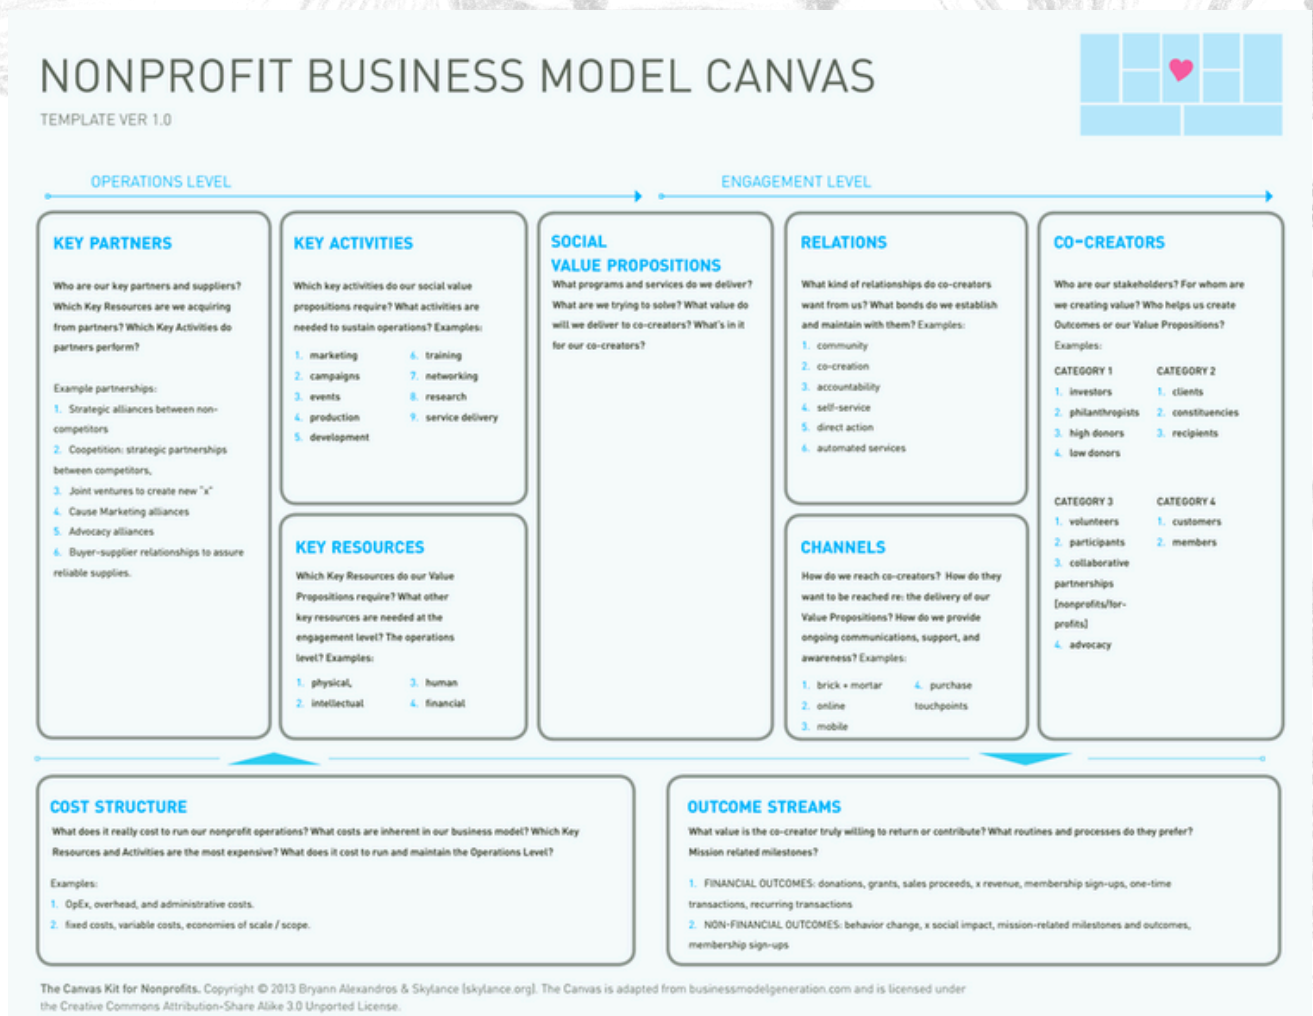 NONPROFIT BUSINESS MODEL CANVAS
TEMPLATE VER 1.0
OPERATIONS LEVEL
ENGAGEMENT LEVEL
KEY PARTNERS
Who are our key partners and suppliers?
Which Key Resources are we acquiring
from partners? Which Key Activities do
partners perform?
Example partnerships:
1. Strategic alliances between non-
competitors
2. Coopetition: strategic partnerships
between competitors,
3. Joint ventures to create new "x"
4. Cause Marketing alliances
5. Advocacy alliances
6. Buyer-supplier relationships to assure
reliable supplies.
KEY ACTIVITIES
Which key activities do our social value
propositions require? What activities are
needed to sustain operations? Examples:
1. marketing
2. campaigns
3. events
4. production
5. development
6. training
7. networking
8. research
9. service delivery
KEY RESOURCES
Which Key Resources do our Value
Propositions require? What other
key resources are needed at the
engagement level? The operations
level? Examples:
1. physical,
2. intellectual
3. human
4. financial
SOCIAL
VALUE PROPOSITIONS
What programs and services do we deliver?
What are we trying to solve? What value do
will we deliver to co-creators? What's in it
for our co-creators?
RELATIONS
What kind of relationships do co-creators
want from us? What bonds do we establish
and maintain with them? Examples:
1. community
2. co-creation
3. accountability
4. self-service
5. direct action
6. automated services
CHANNELS
How do we reach co-creators? How do they
want to be reached re: the delivery of our
Value Propositions? How do we provide
ongoing communications, support, and
awareness? Examples:
1. brick + mortar
2. online
3. mobile
4. purchase
touchpoints
CO-CREATORS
Who are our stakeholders? For whom are
we creating value? Who helps us create
Outcomes or our Value Propositions?
Examples:
CATEGORY 1
1. investors
2. philanthropists
3. high donors
4. low donors
CATEGORY 2
1. clients
2. constituencies
3. recipients
CATEGORY 3
1. volunteers
2. participants
3. collaborative
partnerships
[nonprofits/for-
profits]
4. advocacy
CATEGORY 4
1. customers
2. members
COST STRUCTURE
What does it really cost to run our nonprofit operations? What costs are inherent in our business model? Which Key
Resources and Activities are the most expensive? What does it cost to run and maintain the Operations Level?
Examples:
1. OpEx, overhead, and administrative costs.
2. fixed costs, variable costs, economies of scale / scope.
OUTCOME STREAMS
What value is the co-creator truly willing to return or contribute? What routines and processes do they prefer?
Mission related milestones?
1. FINANCIAL OUTCOMES: donations, grants, sales proceeds, x revenue, membership sign-ups, one-time
transactions, recurring transactions
2. NON-FINANCIAL OUTCOMES: behavior change, x social impact, mission-related milestones and outcomes,
membership sign-ups
The Canvas Kit for Nonprofits. Copyright © 2013 Bryann Alexandros & Skylance [skylance.org]. The Canvas is adapted from businessmodelgeneration.com and is licensed under
the Creative Commons Attribution-Share Alike 3.0 Unported License.